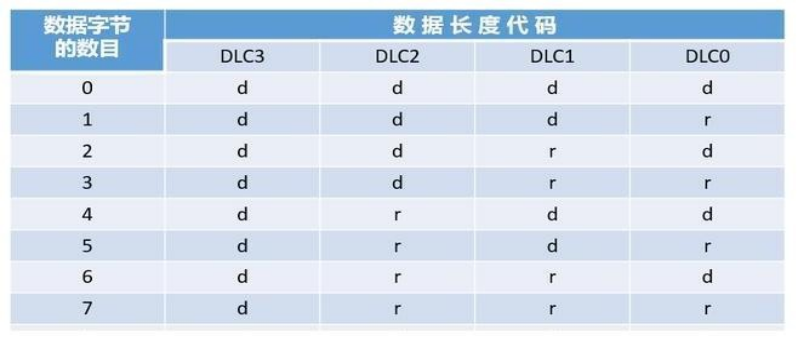 数据字节的数目 数据长度代码
DLC3 DLC2 DLC1 DLC0
0 d d d d
1 d d d r
2 d d r d
3 d d r r
4 d r d d
5 d r d r
6 d r r d
7 d r r r